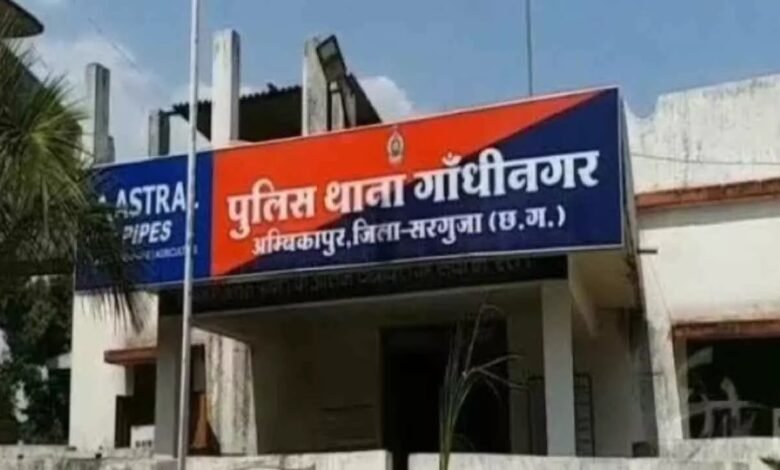 ASTRAL
PIPES
पुलिस थाना गाँधीनगर
अम्बिकापुर,जिला-सरगुजा (छ.ग.)